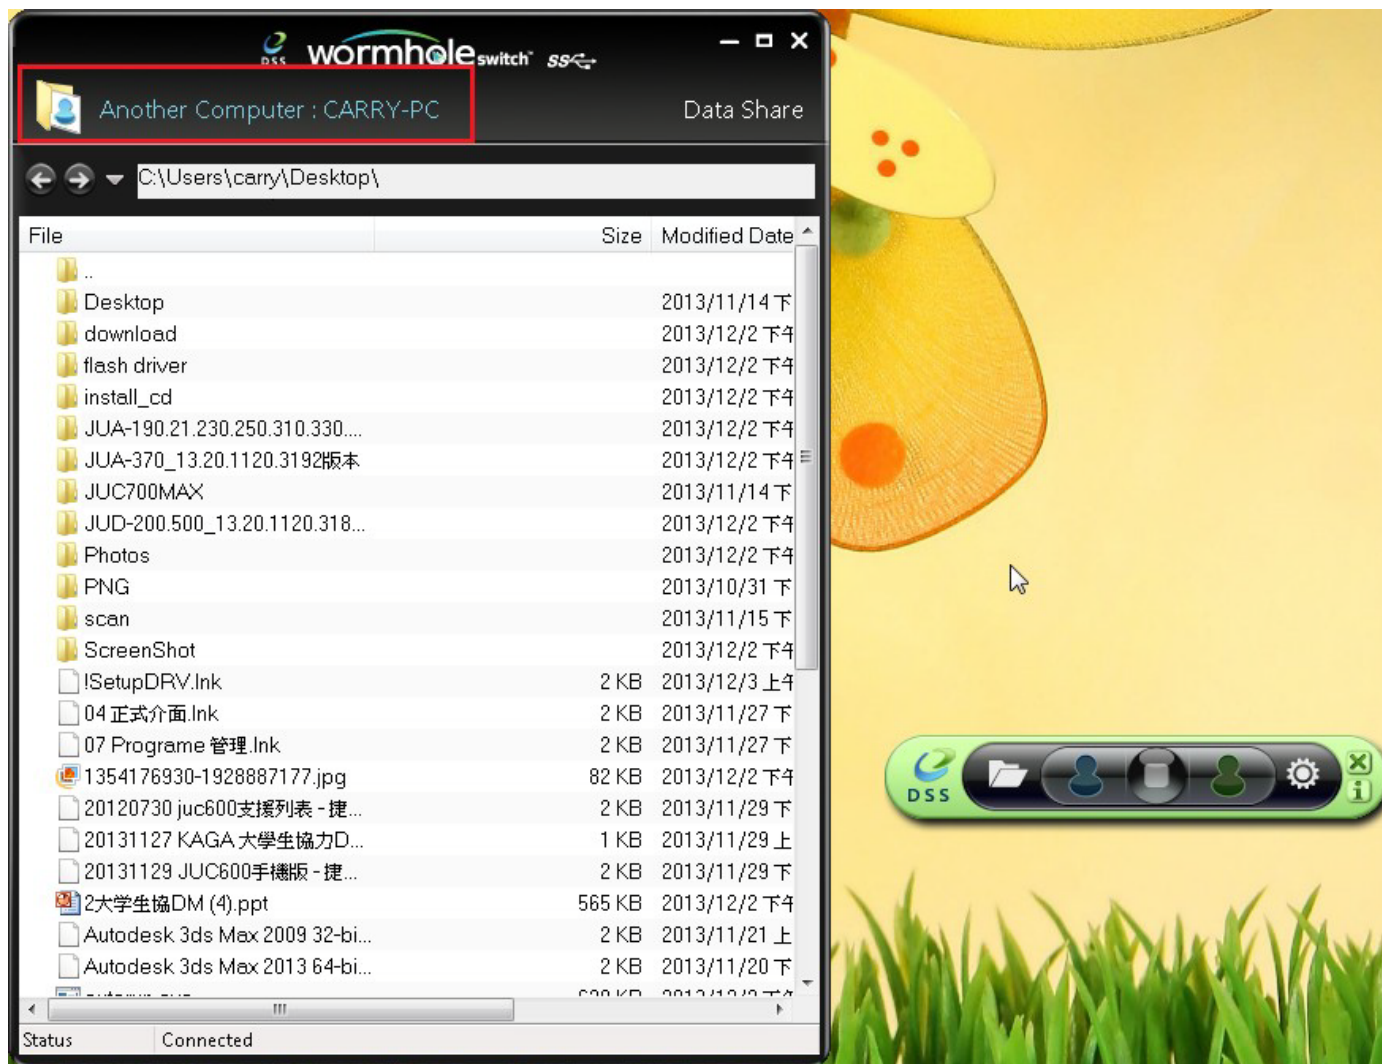 DSS wormhole switch™ SS
Another Computer : CARRY-PC
Data Share
C:\Users\carry\Desktop\
File Size Modified Date
..
Desktop 2013/11/14 下
download 2013/12/2 下午
flash driver 2013/12/2 下午
install_cd 2013/12/2 下午
JUA-190.21.230.250.310.330.... 2013/12/2 下午
JUA-370_13.20.1120.3192版本 2013/12/2 下午
JUC700MAX 2013/11/14 下
JUD-200.500_13.20.1120.318... 2013/12/2 下午
Photos 2013/12/2 下午
PNG 2013/10/31 下
scan 2013/11/15 下
ScreenShot 2013/12/2 下午
!SetupDRV.lnk 2 KB 2013/12/3 上午
04 正式介面.lnk 2 KB 2013/11/27 下
07 Programe 管理.lnk 2 KB 2013/11/27 下
1354176930-1928887177.jpg 82 KB 2013/12/2 下午
20120730 juc600支援列表 - 捷... 2 KB 2013/11/29 下
20131127 KAGA 大學生協力D... 1 KB 2013/11/29 上
20131129 JUC600手機版 - 捷... 2 KB 2013/11/29 下
2大学生協DM (4).ppt 565 KB 2013/12/2 下午
Autodesk 3ds Max 2009 32-bi... 2 KB 2013/11/21 上
Autodesk 3ds Max 2013 64-bi... 2 KB 2013/11/20 下
Status Connected
DSS